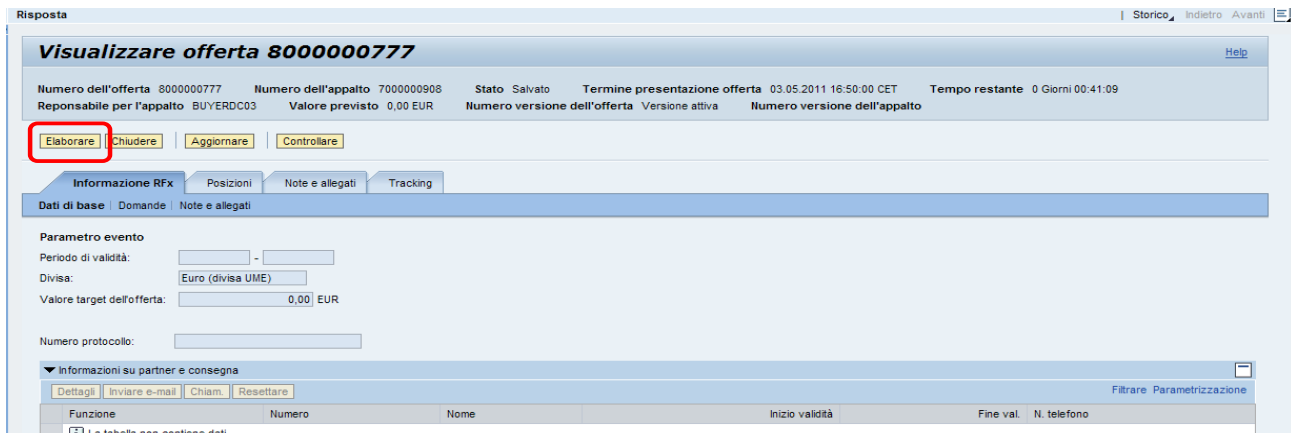 Risposta | Storico Indietro Avanti
Visualizzare offerta 8000000777 Help
Numero dell'offerta 8000000777 Numero dell'appalto 7000000908 Stato Salvato Termine presentazione offerta 03.05.2011 16:50:00 CET Tempo restante 0 Giorni 00:41:09
Reponsabile per l'appalto BUYERDC03 Valore previsto 0,00 EUR Numero versione dell'offerta Versione attiva Numero versione dell'appalto
Elaborare Chiudere | Aggiornare | Controllare
Informazione RFx Posizioni Note e allegati Tracking
Dati di base | Domande | Note e allegati
Parametro evento
Periodo di validità: -
Divisa: Euro (divisa UME)
Valore target dell'offerta: 0,00 EUR
Numero protocollo:
Informazioni su partner e consegna
Dettagli Inviare e-mail Chiam. Resettare Filtrare Parametrizzazione
Funzione Numero Nome Inizio validità Fine val. N. telefono
La tabella non contiene dati